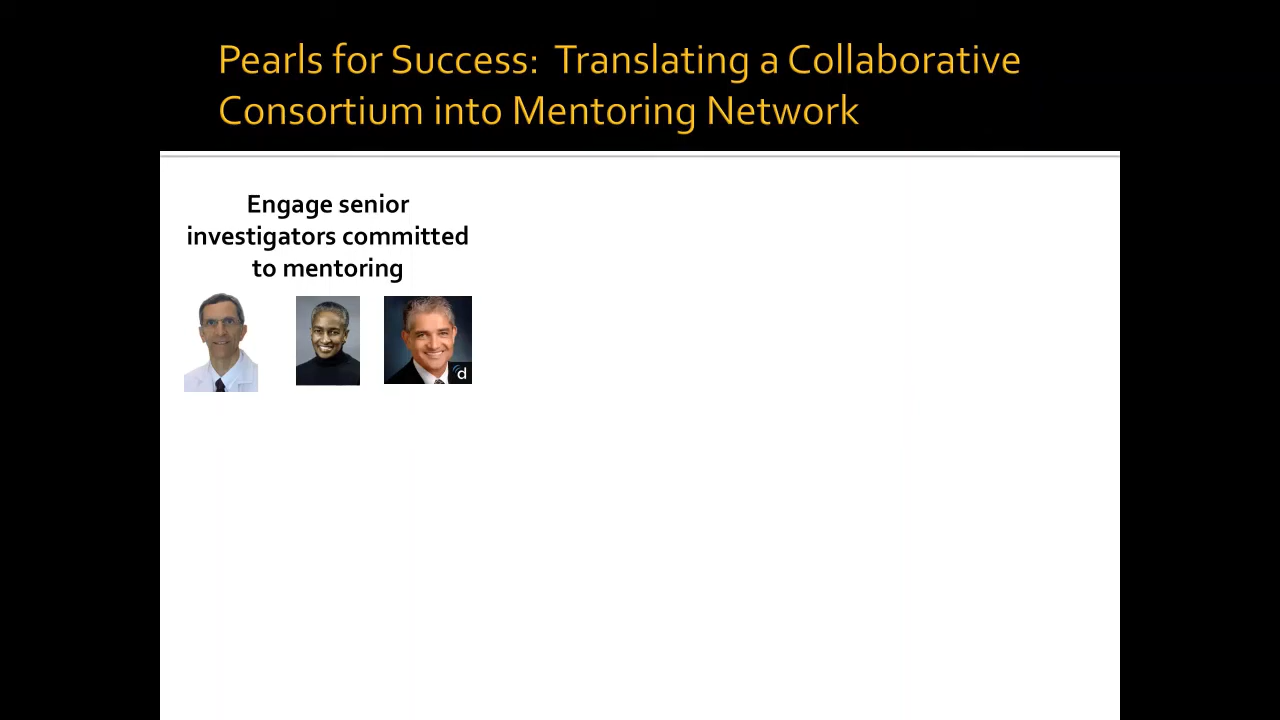 Pearls for Success:  Translating a Collaborative
Consortium into Mentoring Network
Engage senior
investigators committed
to mentoring
d